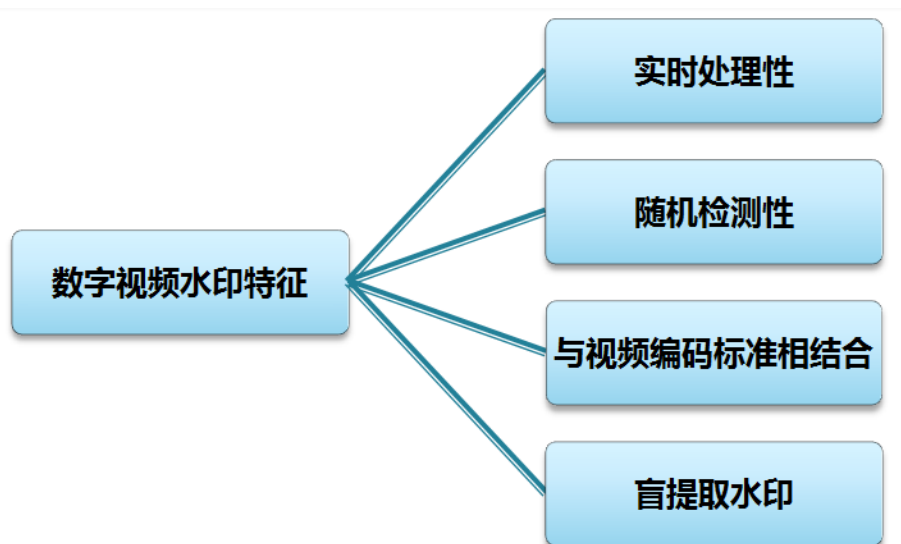 数字视频水印特征
实时处理性
随机检测性
与视频编码标准相结合
盲提取水印